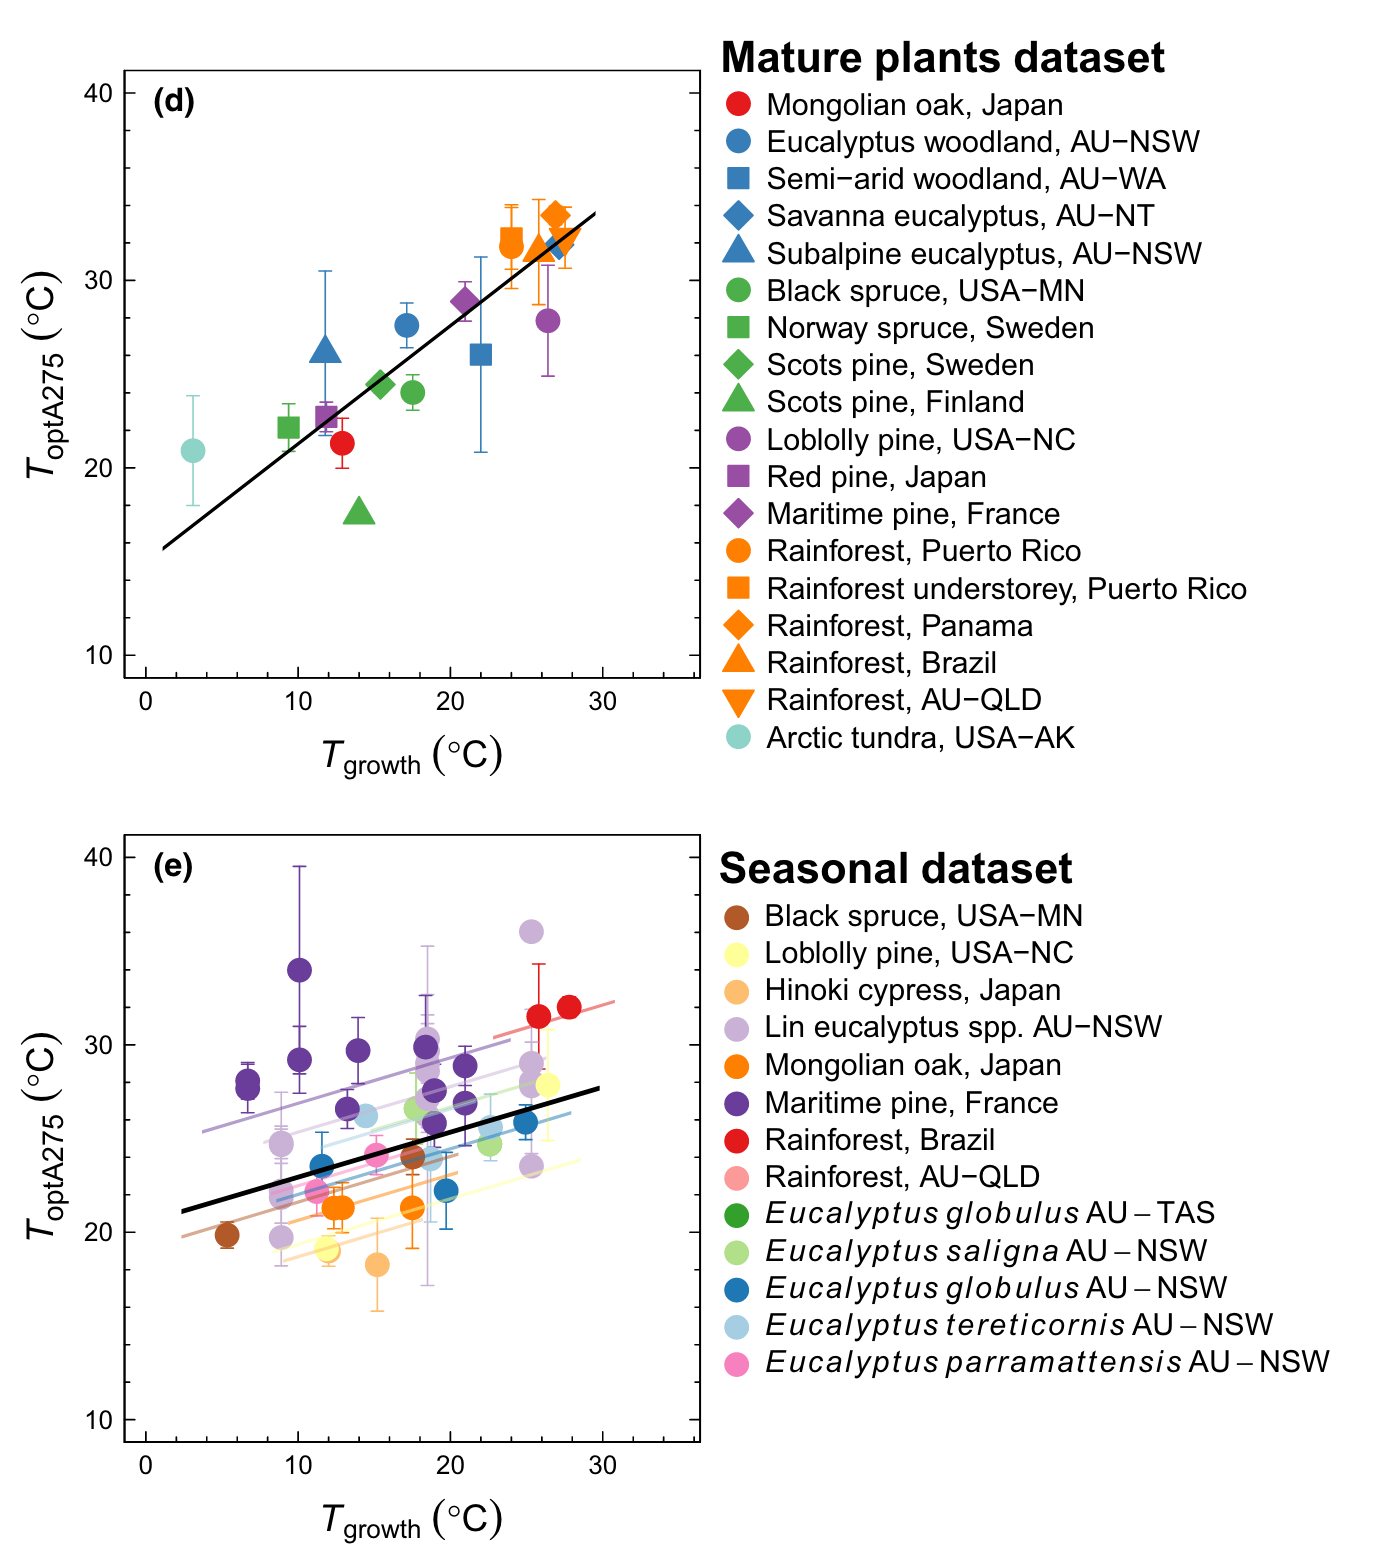 Mature plants dataset
(d)
40
30
20
10
0 10 20 30
ToptA275 (°C)
Tgrowth (°C)
Mongolian oak, Japan
Eucalyptus woodland, AU−NSW
Semi−arid woodland, AU−WA
Savanna eucalyptus, AU−NT
Subalpine eucalyptus, AU−NSW
Black spruce, USA−MN
Norway spruce, Sweden
Scots pine, Sweden
Scots pine, Finland
Loblolly pine, USA−NC
Red pine, Japan
Maritime pine, France
Rainforest, Puerto Rico
Rainforest understorey, Puerto Rico
Rainforest, Panama
Rainforest, Brazil
Rainforest, AU−QLD
Arctic tundra, USA−AK
(e)
40
30
20
10
0 10 20 30
ToptA275 (°C)
Tgrowth (°C)
Seasonal dataset
Black spruce, USA−MN
Loblolly pine, USA−NC
Hinoki cypress, Japan
Lin eucalyptus spp. AU−NSW
Mongolian oak, Japan
Maritime pine, France
Rainforest, Brazil
Rainforest, AU−QLD
Eucalyptus globulus AU − TAS
Eucalyptus saligna AU − NSW
Eucalyptus globulus AU − NSW
Eucalyptus tereticornis AU − NSW
Eucalyptus parramattensis AU − NSW